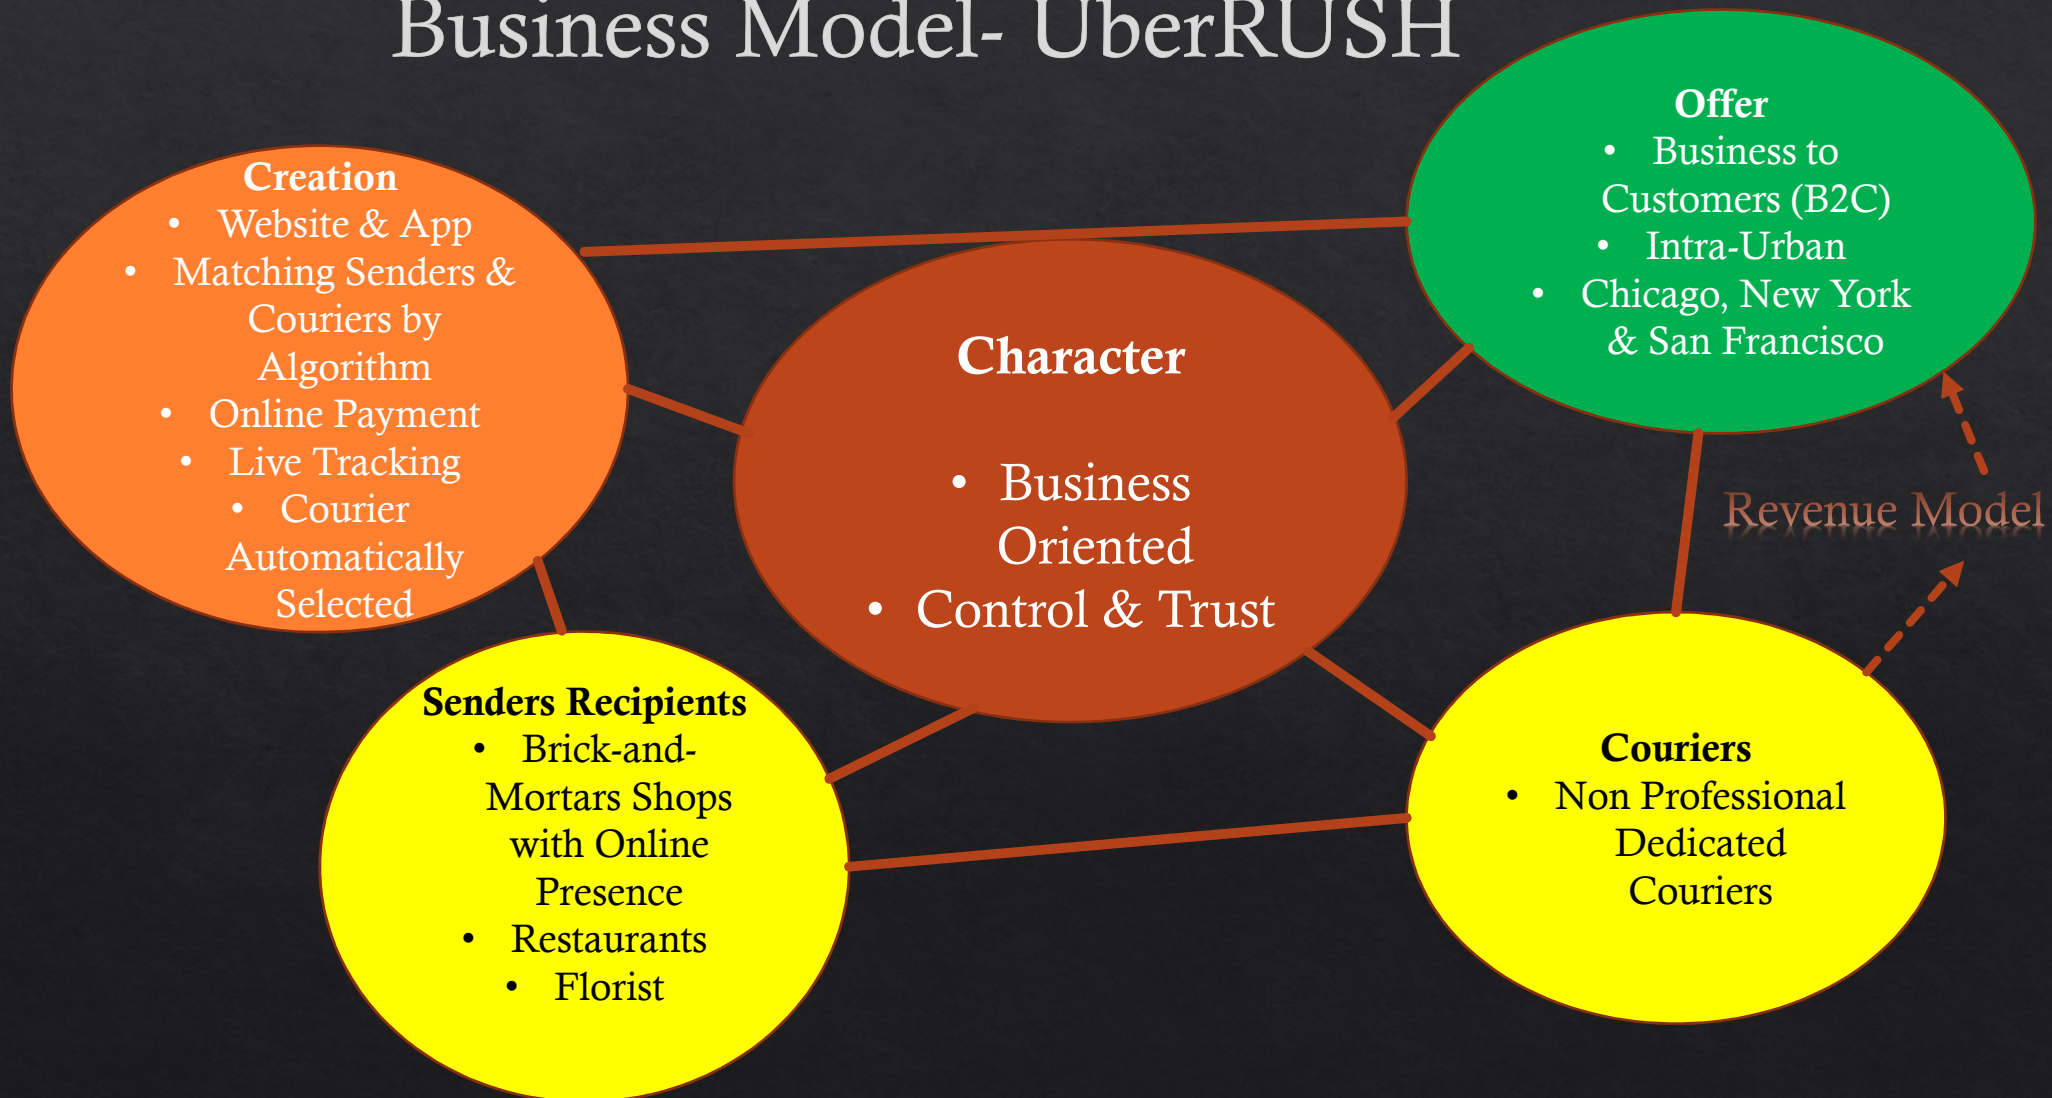 Business Model- UberRUSH
Creation
• Website & App
• Matching Senders &
Couriers by
Algorithm
• Online Payment
• Live Tracking
• Courier
Automatically
Selected
Offer
• Business to
Customers (B2C)
• Intra-Urban
• Chicago, New York
& San Francisco
Character
• Business
Oriented
• Control & Trust
Revenue Model
Senders Recipients
• Brick-and-
Mortars Shops
with Online
Presence
• Restaurants
• Florist
Couriers
• Non Professional
Dedicated
Couriers